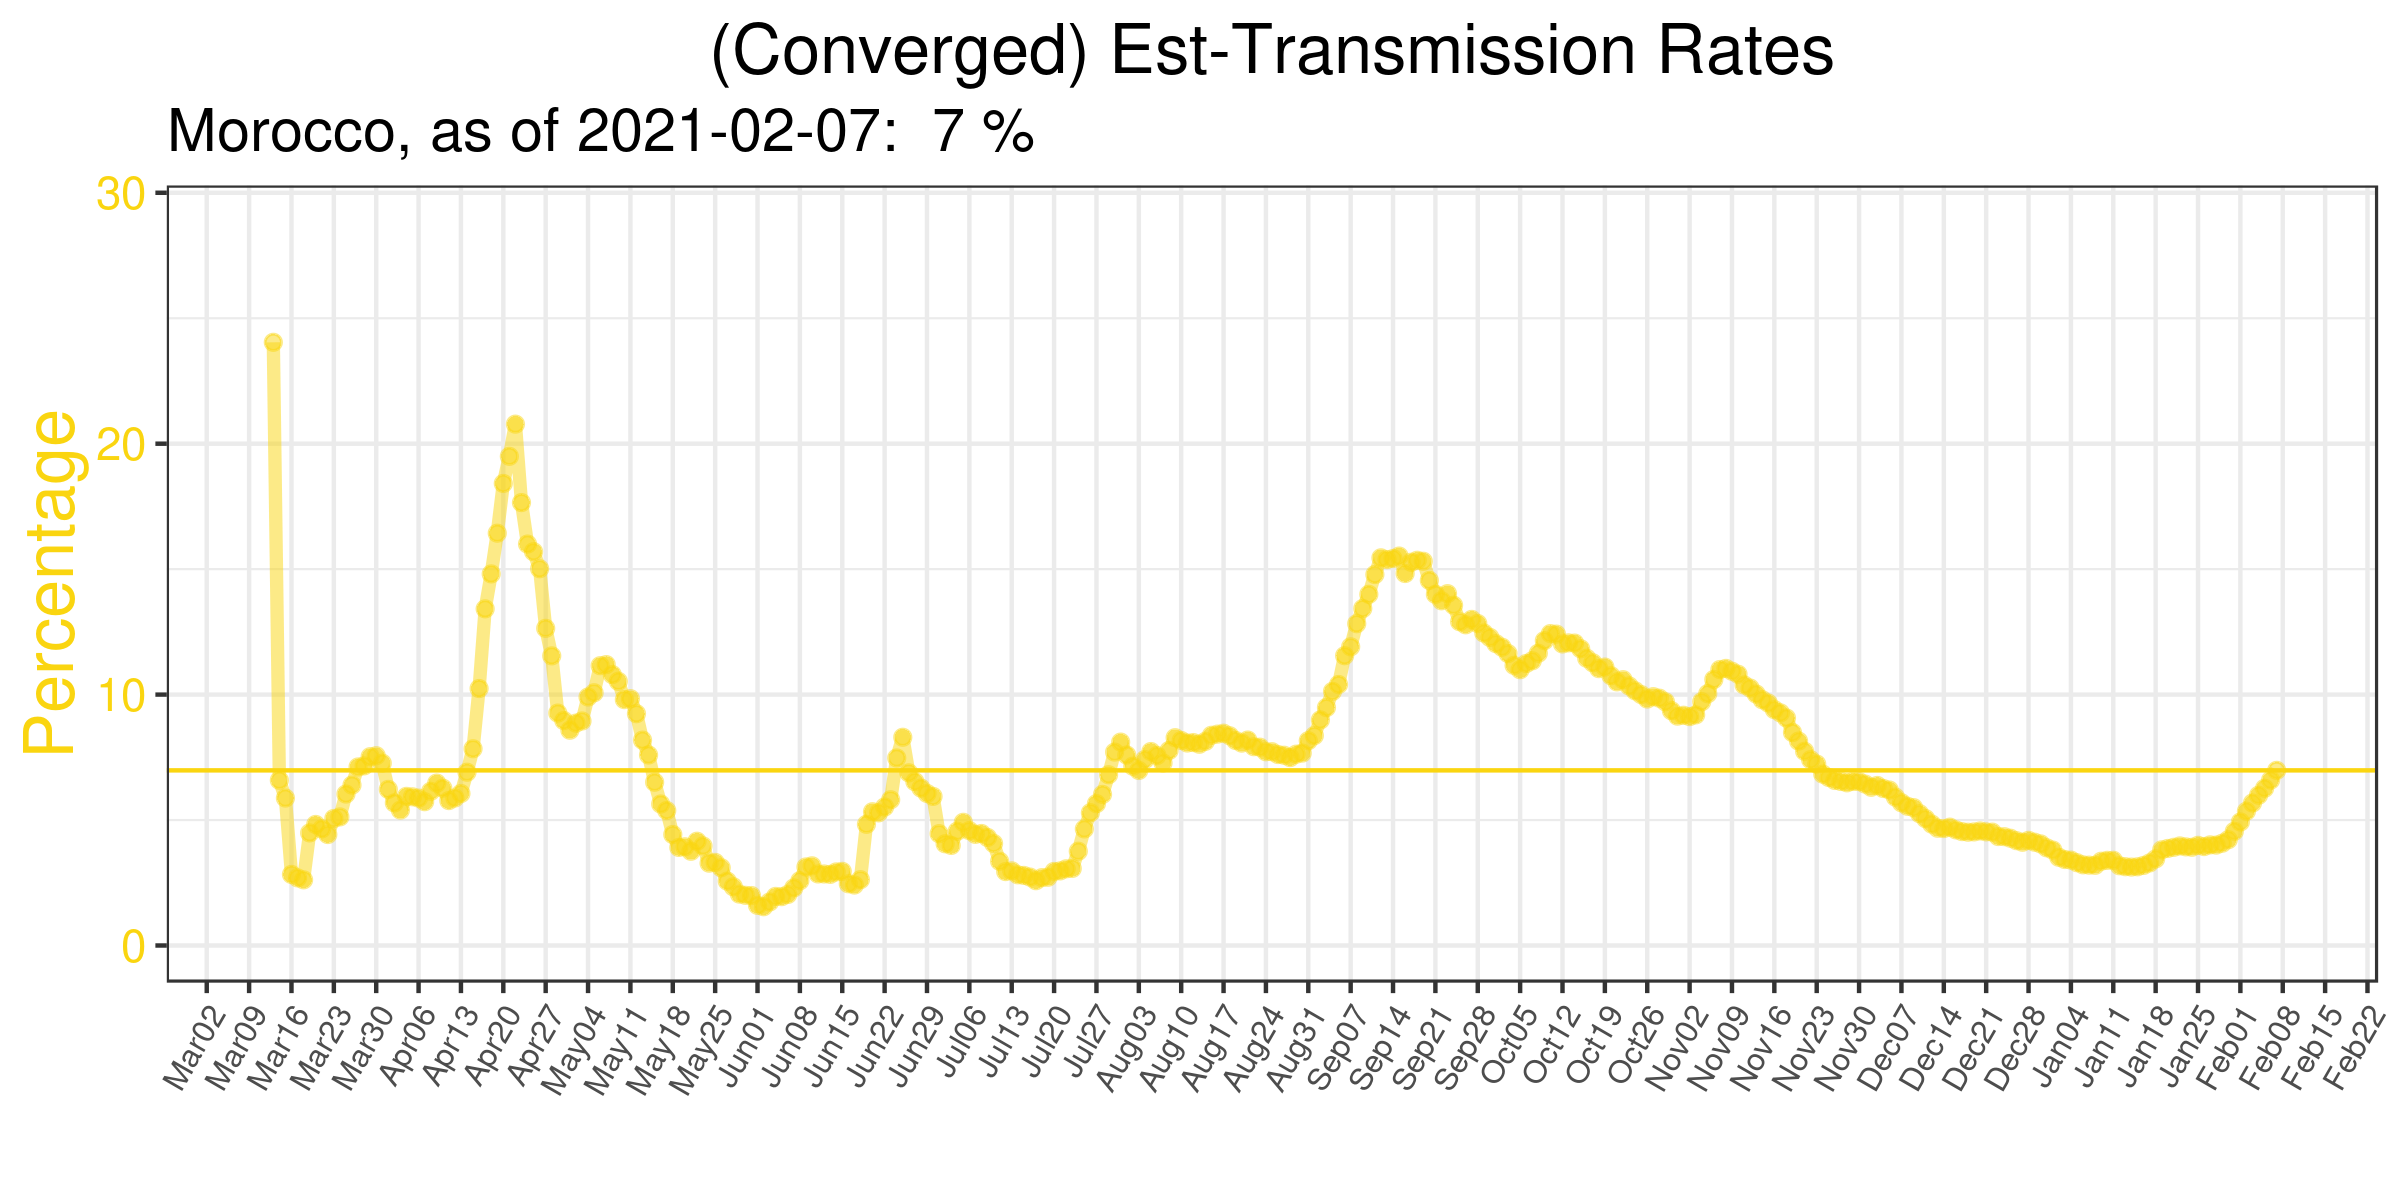 (Converged) Est-Transmission Rates
Morocco, as of 2021-02-07:  7 %
Percentage
30
20
10
0
Mar02
Mar09
Mar16
Mar23
Mar30
Apr06
Apr13
Apr20
Apr27
May04
May11
May18
May25
Jun01
Jun08
Jun15
Jun22
Jun29
Jul06
Jul13
Jul20
Jul27
Aug03
Aug10
Aug17
Aug24
Aug31
Sep07
Sep14
Sep21
Sep28
Oct05
Oct12
Oct19
Oct26
Nov02
Nov09
Nov16
Nov23
Nov30
Dec07
Dec14
Dec21
Dec28
Jan04
Jan11
Jan18
Jan25
Feb01
Feb08
Feb15
Feb22